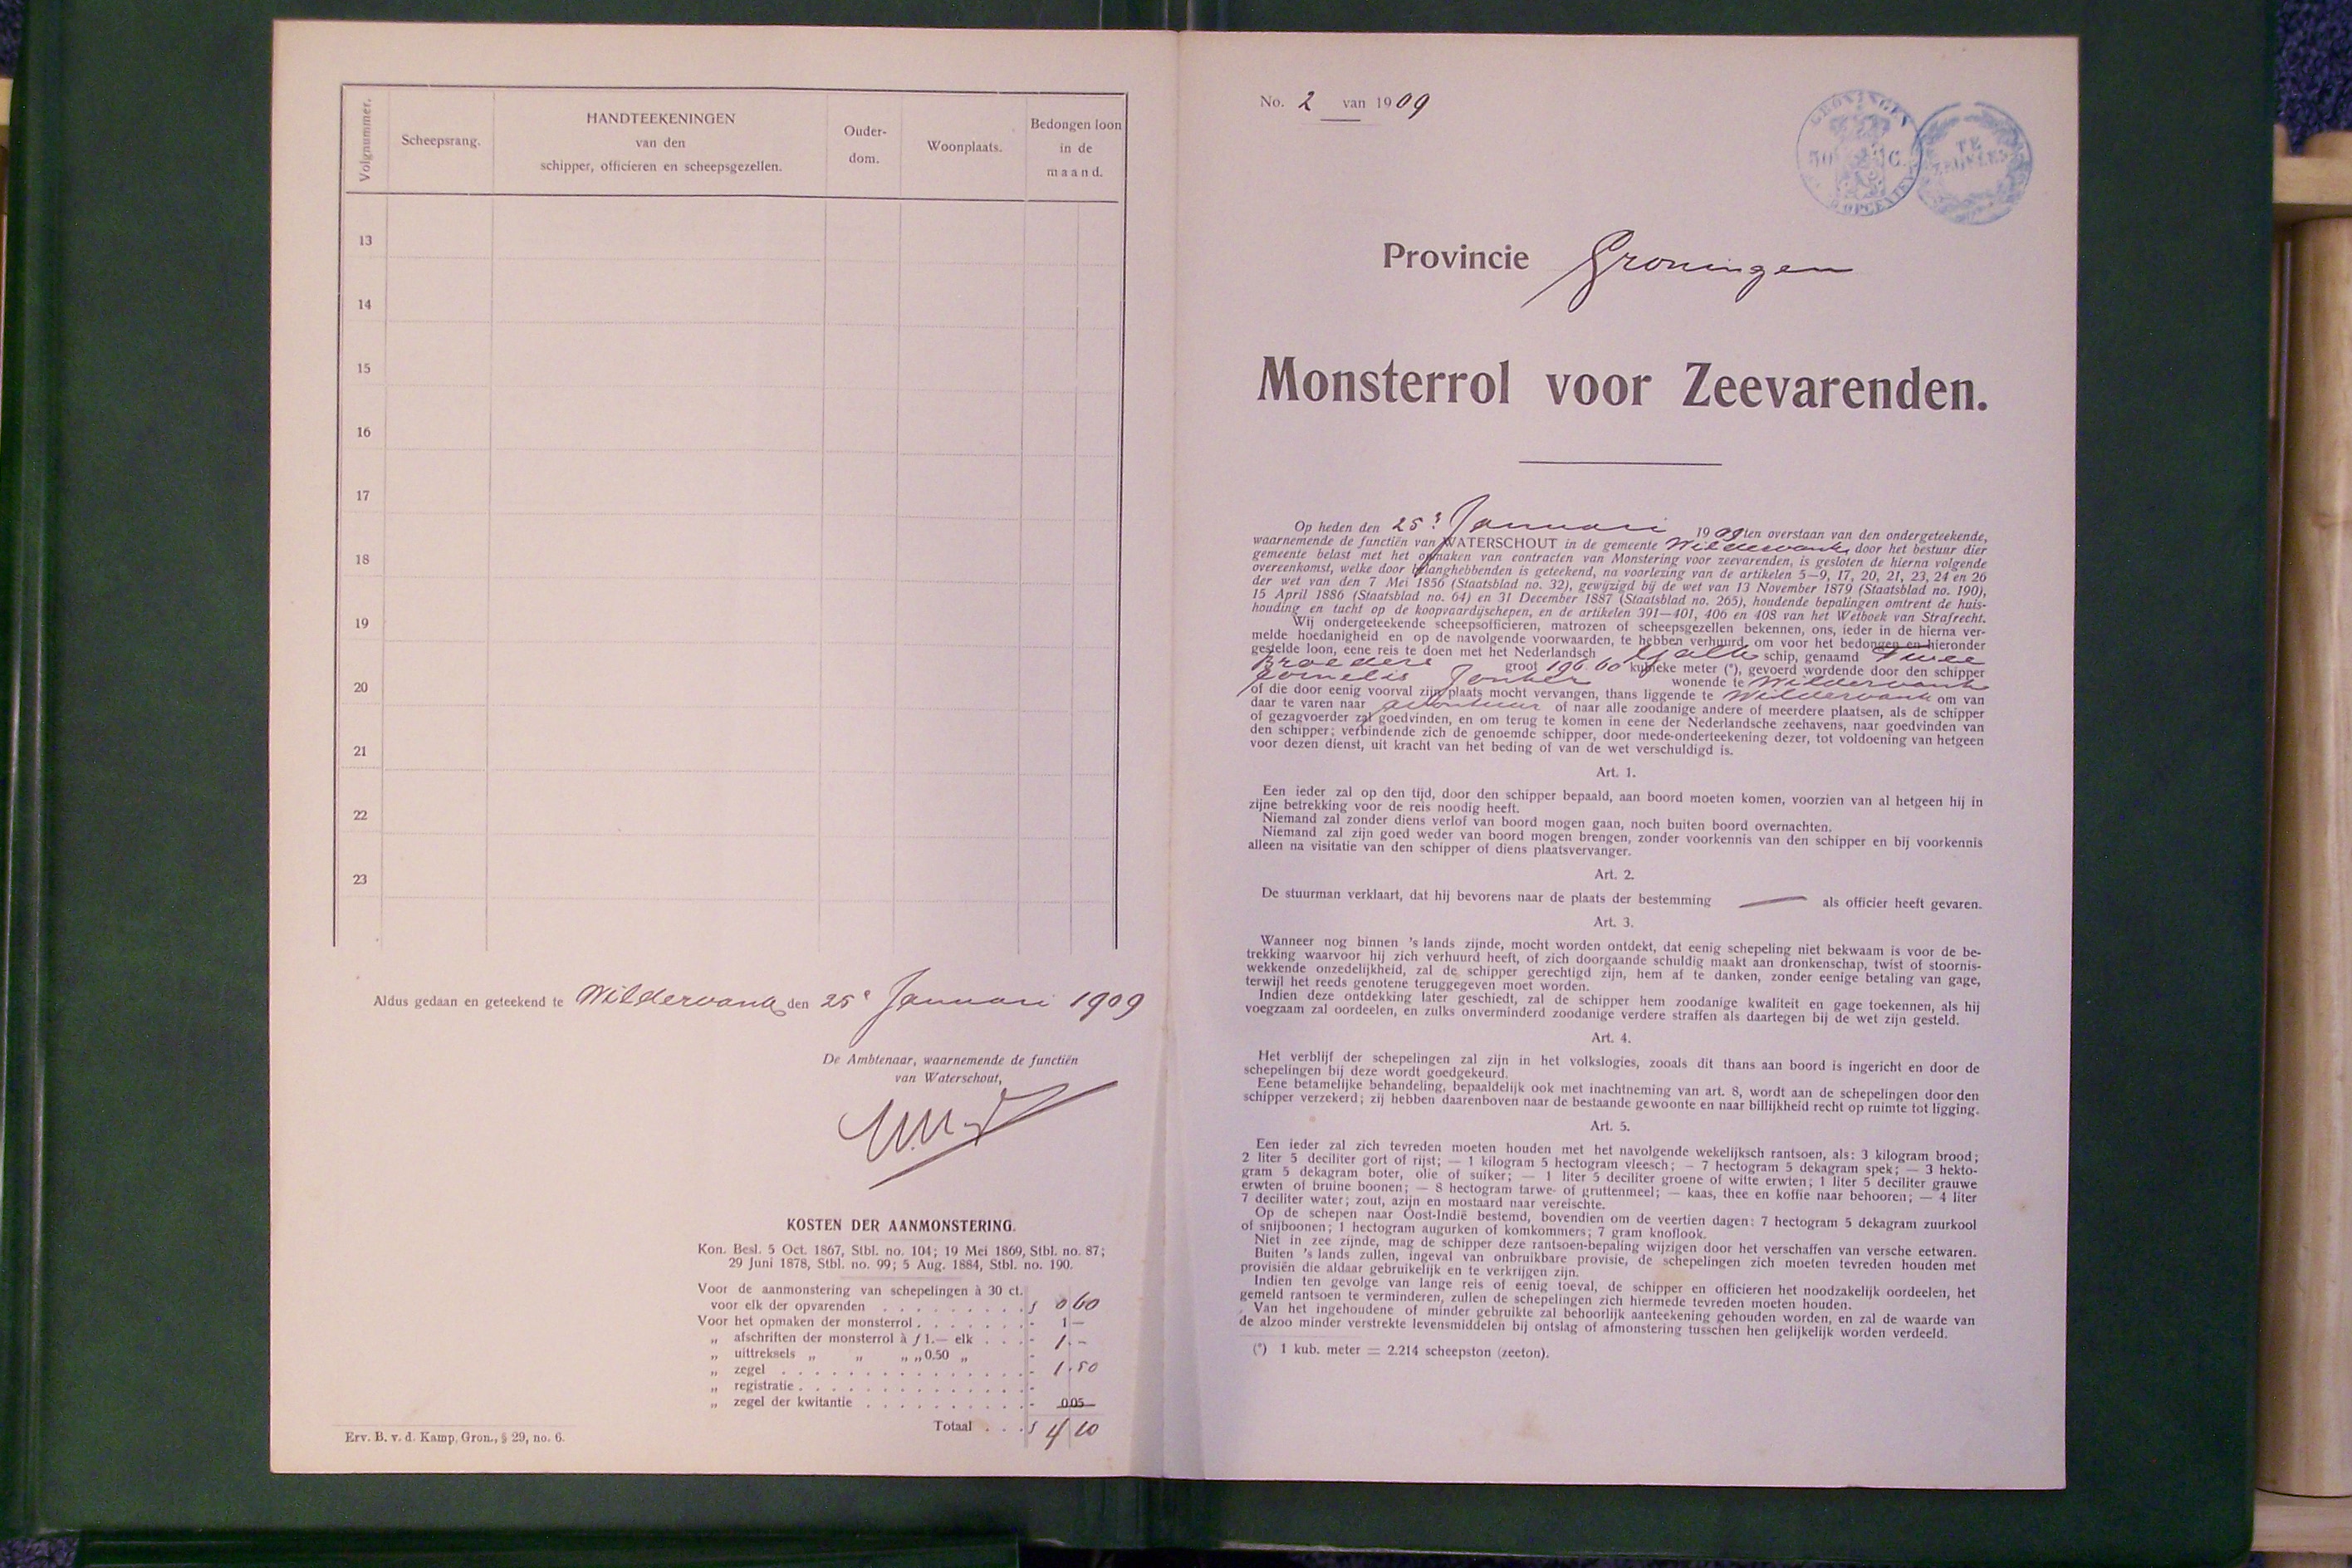 Volgnummer.
Scheepsrang.
HANDTEEKENINGEN
van den
schipper, officieren en scheepsgezellen.
Ouder-
dom.
Woonplaats.
Bedongen loon
in de
maand.
13
14
15
16
17
18
19
20
21
22
23
Aldus gedaan en geteekend te Wildervank den 25e Januari 1909
De Ambtenaar, waarnemende de functiën
van Waterschout,
KOSTEN DER AANMONSTERING.
Kon. Besl. 5 Oct. 1867, Stbl. no. 104; 19 Mei 1869, Stbl. no. 87;
29 Juni 1878, Stbl. no. 99; 5 Aug. 1884, Stbl. no. 190.
Voor de aanmonstering van schepelingen à 30 ct.
voor elk der opvarenden . . . . . . . . . f 0 60
Voor het opmaken der monsterrol . . . . . . . - 1 —
„ afschriften der monsterrol à f 1.— elk . . . - 1.-
„ uittreksels „ „ „ „ 0.50 „ -
„ zegel . . . . . . . . . . . . . . . - 1.50
„ registratie . . . . . . . . . . . . . . -
„ zegel der kwitantie . . . . . . . . . . - 0.05
Totaal . . . f 4 10
Erv. B. v. d. Kamp, Gron., § 29, no. 6.
No. 2 van 1909
GRONINGEN
50 C.
OPCENTEN
TE
Provincie Groningen
Monsterrol voor Zeevarenden.
Op heden den 25e Januari 1909 ten overstaan van den ondergeteekende,
waarnemende de functiën van WATERSCHOUT in de gemeente Wildervank door het bestuur dier
gemeente belast met het opmaken van contracten van Monstering voor zeevarenden, is gesloten de hierna volgende
overeenkomst, welke door belanghebbenden is geteekend, na voorlezing van de artikelen 5—9, 17, 20, 21, 23, 24 en 26
der wet van den 7 Mei 1856 (Staatsblad no. 32), gewijzigd bij de wet van 13 November 1879 (Staatsblad no. 190),
15 April 1886 (Staatsblad no. 64) en 31 December 1887 (Staatsblad no. 265), houdende bepalingen omtrent de huis-
houding en tucht op de koopvaardijschepen, en de artikelen 391—401, 406 en 408 van het Wetboek van Strafrecht.
Wij ondergeteekende scheepsofficieren, matrozen of scheepsgezellen bekennen, ons, ieder in de hierna ver-
melde hoedanigheid en op de navolgende voorwaarden, te hebben verhuurd, om voor het bedongen en hieronder
gestelde loon, eene reis te doen met het Nederlandsch tjalk schip, genaamd Twee
Broeders groot 196.60 kubieke meter (*), gevoerd wordende door den schipper
Cornelis Jonker wonende te Wildervank
of die door eenig voorval zijn plaats mocht vervangen, thans liggende te Wildervank om van
daar te varen naar avontuur of naar alle zoodanige andere of meerdere plaatsen, als de schipper
of gezagvoerder zal goedvinden, en om terug te komen in eene der Nederlandsche zeehavens, naar goedvinden van
den schipper; verbindende zich de genoemde schipper, door mede-onderteekening dezer, tot voldoening van hetgeen
voor dezen dienst, uit kracht van het beding of van de wet verschuldigd is.
Art. 1.
Een ieder zal op den tijd, door den schipper bepaald, aan boord moeten komen, voorzien van al hetgeen hij in
zijne betrekking voor de reis noodig heeft.
Niemand zal zonder diens verlof van boord mogen gaan, noch buiten boord overnachten.
Niemand zal zijn goed weder van boord mogen brengen, zonder voorkennis van den schipper en bij voorkennis
alleen na visitatie van den schipper of diens plaatsvervanger.
Art. 2.
De stuurman verklaart, dat hij bevorens naar de plaats der bestemming — als officier heeft gevaren.
Art. 3.
Wanneer nog binnen 's lands zijnde, mocht worden ontdekt, dat eenig schepeling niet bekwaam is voor de be-
trekking waarvoor hij zich verhuurd heeft, of zich doorgaande schuldig maakt aan dronkenschap, twist of stoornis-
wekkende onzedelijkheid, zal de schipper gerechtigd zijn, hem af te danken, zonder eenige betaling van gage,
terwijl het reeds genotene teruggegeven moet worden.
Indien deze ontdekking later geschiedt, zal de schipper hem zoodanige kwaliteit en gage toekennen, als hij
voegzaam zal oordeelen, en zulks onverminderd zoodanige verdere straffen als daartegen bij de wet zijn gesteld.
Art. 4.
Het verblijf der schepelingen zal zijn in het volkslogies, zooals dit thans aan boord is ingericht en door de
schepelingen bij deze wordt goedgekeurd.
Eene betamelijke behandeling, bepaaldelijk ook met inachtneming van art. 8, wordt aan de schepelingen door den
schipper verzekerd; zij hebben daarenboven naar de bestaande gewoonte en naar billijkheid recht op ruimte tot ligging.
Art. 5.
Een ieder zal zich tevreden moeten houden met het navolgende wekelijksch rantsoen, als: 3 kilogram brood;
2 liter 5 deciliter gort of rijst; — 1 kilogram 5 hectogram vleesch; — 7 hectogram 5 dekagram spek; — 3 hekto-
gram 5 dekagram boter, olie of suiker; — 1 liter 5 deciliter groene of witte erwten; 1 liter 5 deciliter grauwe
erwten of bruine boonen; — 8 hectogram tarwe- of gruttenmeel; — kaas, thee en koffie naar behooren; — 4 liter
7 deciliter water; zout, azijn en mostaard naar vereischte.
Op de schepen naar Oost-Indië bestemd, bovendien om de veertien dagen: 7 hectogram 5 dekagram zuurkool
of snijboonen; 1 hectogram augurken of komkommers; 7 gram knoflook.
Niet in zee zijnde, mag de schipper deze rantsoen-bepaling wijzigen door het verschaffen van versche eetwaren.
Buiten 's lands zullen, ingeval van onbruikbare provisie, de schepelingen zich moeten tevreden houden met
provisiën die aldaar gebruikelijk en te verkrijgen zijn.
Indien ten gevolge van lange reis of eenig toeval, de schipper en officieren het noodzakelijk oordeelen, het
gemeld rantsoen te verminderen, zullen de schepelingen zich hiermede tevreden moeten houden.
Van het ingehoudene of minder gebruikte zal behoorlijk aanteekening gehouden worden, en zal de waarde van
de alzoo minder verstrekte levensmiddelen bij ontslag of afmonstering tusschen hen gelijkelijk worden verdeeld.
(*) 1 kub. meter = 2.214 scheepston (zeeton).